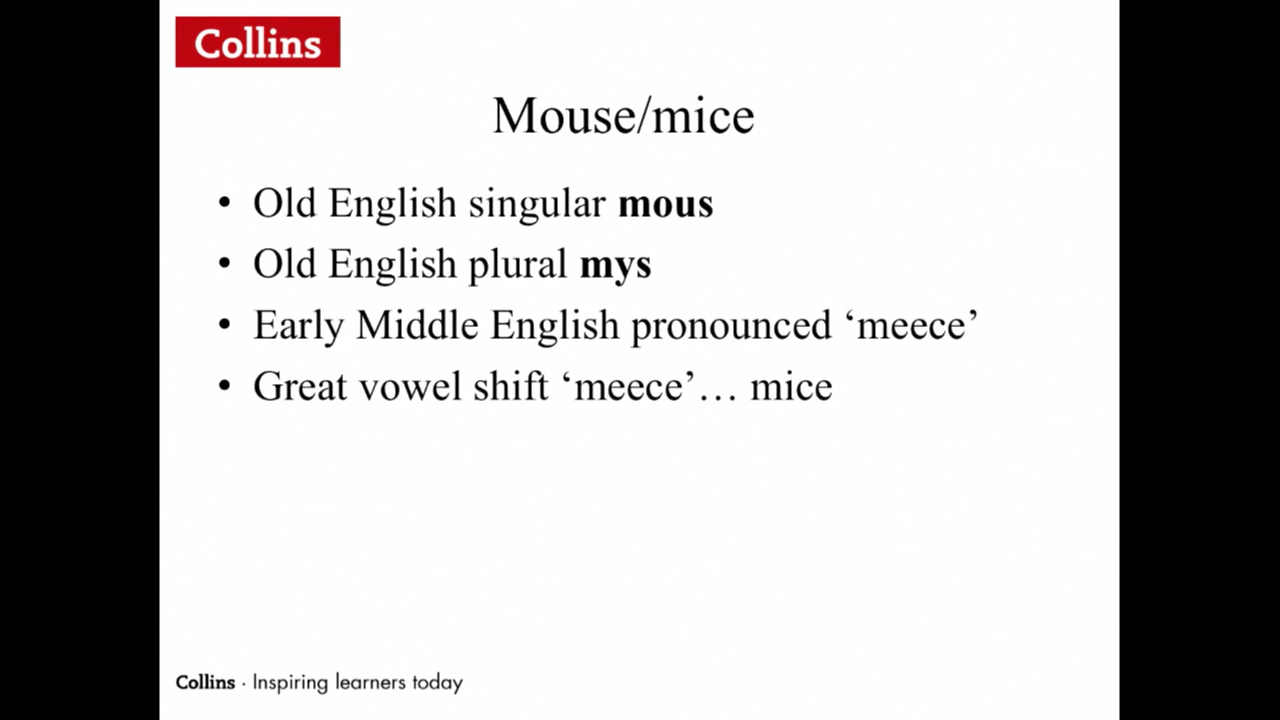 Collins
Mouse/mice
• Old English singular mous
• Old English plural mys
• Early Middle English pronounced ‘meece’
• Great vowel shift ‘meece’… mice
Collins · Inspiring learners today